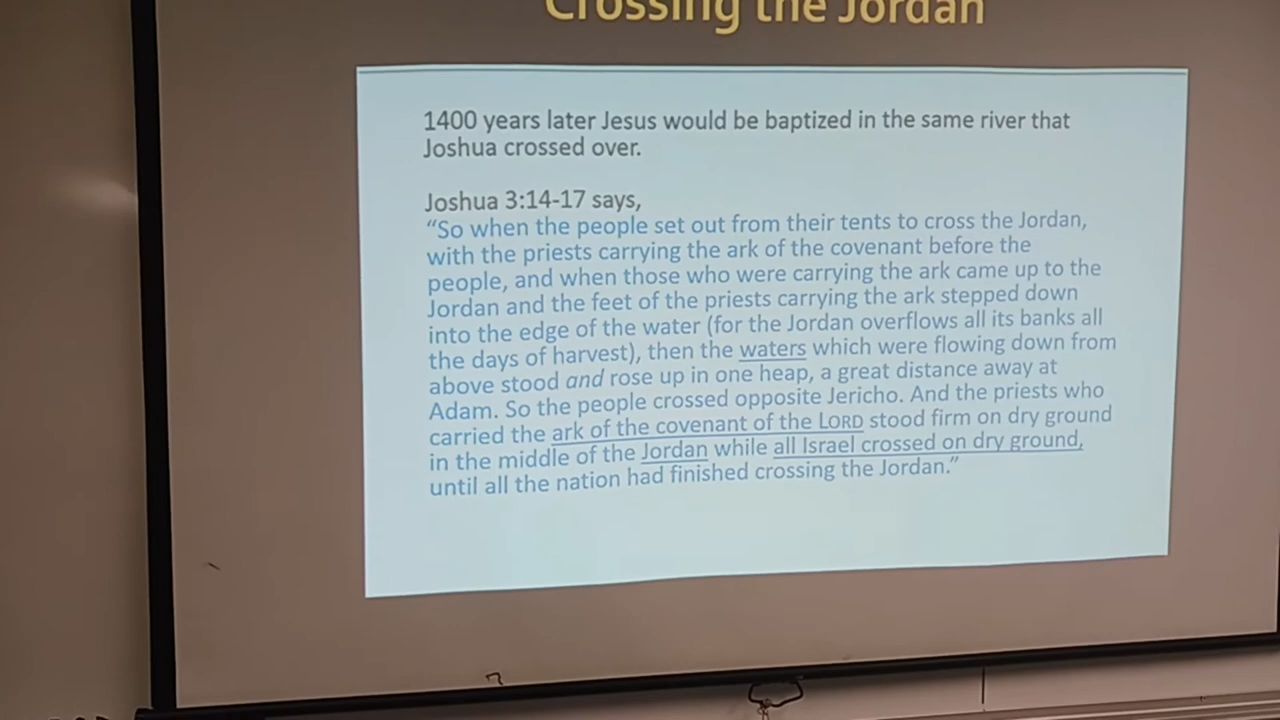 Crossing the Jordan
1400 years later Jesus would be baptized in the same river that
Joshua crossed over.
Joshua 3:14-17 says,
“So when the people set out from their tents to cross the Jordan,
with the priests carrying the ark of the covenant before the
people, and when those who were carrying the ark came up to the
Jordan and the feet of the priests carrying the ark stepped down
into the edge of the water (for the Jordan overflows all its banks all
the days of harvest), then the waters which were flowing down from
above stood and rose up in one heap, a great distance away at
Adam. So the people crossed opposite Jericho. And the priests who
carried the ark of the covenant of the LORD stood firm on dry ground
in the middle of the Jordan while all Israel crossed on dry ground,
until all the nation had finished crossing the Jordan.”